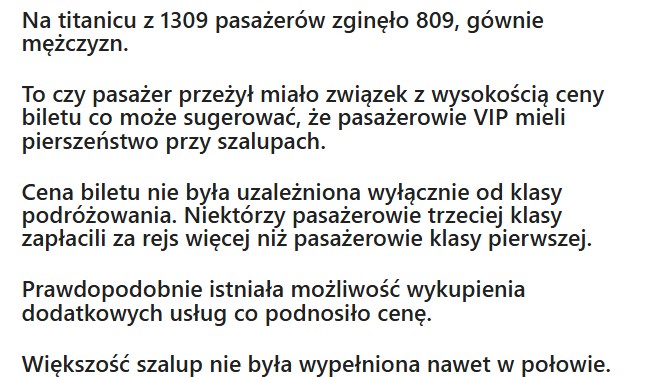 Na titanicu z 1309 pasażerów zginęło 809, gównie
mężczyzn.
To czy pasażer przeżył miało związek z wysokością ceny
biletu co może sugerować, że pasażerowie VIP mieli
pierszeństwo przy szalupach.
Cena biletu nie była uzależniona wyłącznie od klasy
podróżowania. Niektórzy pasażerowie trzeciej klasy
zapłacili za rejs więcej niż pasażerowie klasy pierwszej.
Prawdopodobnie istniała możliwość wykupienia
dodatkowych usług co podnosiło cenę.
Większość szalup nie była wypełniona nawet w połowie.